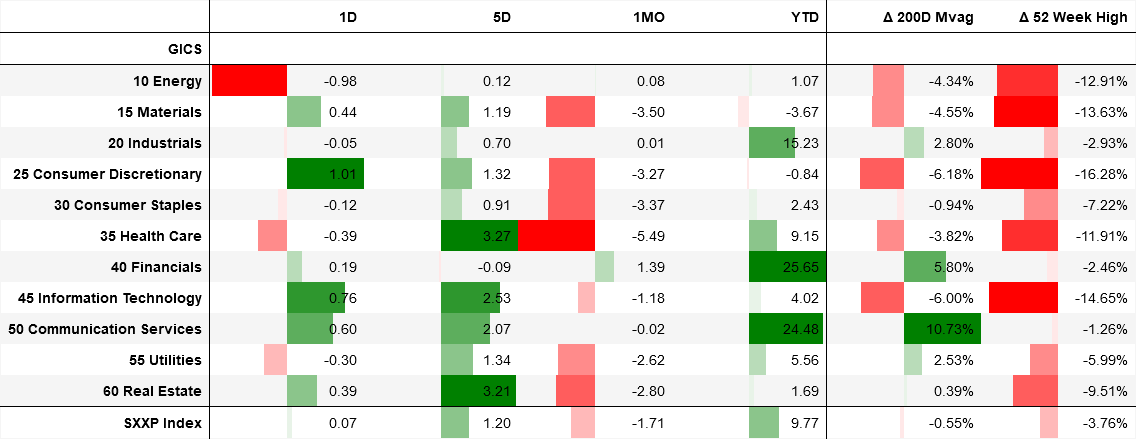 1D 5D 1MO YTD Δ 200D Mvag Δ 52 Week High
GICS
10 Energy -0.98 0.12 0.08 1.07 -4.34% -12.91%
15 Materials 0.44 1.19 -3.50 -3.67 -4.55% -13.63%
20 Industrials -0.05 0.70 0.01 15.23 2.80% -2.93%
25 Consumer Discretionary 1.01 1.32 -3.27 -0.84 -6.18% -16.28%
30 Consumer Staples -0.12 0.91 -3.37 2.43 -0.94% -7.22%
35 Health Care -0.39 3.27 -5.49 9.15 -3.82% -11.91%
40 Financials 0.19 -0.09 1.39 25.65 5.80% -2.46%
45 Information Technology 0.76 2.53 -1.18 4.02 -6.00% -14.65%
50 Communication Services 0.60 2.07 -0.02 24.48 10.73% -1.26%
55 Utilities -0.30 1.34 -2.62 5.56 2.53% -5.99%
60 Real Estate 0.39 3.21 -2.80 1.69 0.39% -9.51%
SXXP Index 0.07 1.20 -1.71 9.77 -0.55% -3.76%